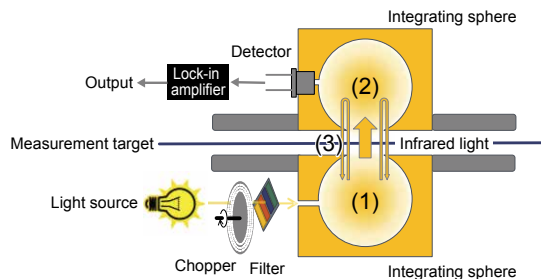 Integrating sphere
Detector
Output
Lock-in
amplifier
(2)
Measurement target
(3)
Infrared light
Light source
(1)
Chopper
Filter
Integrating sphere